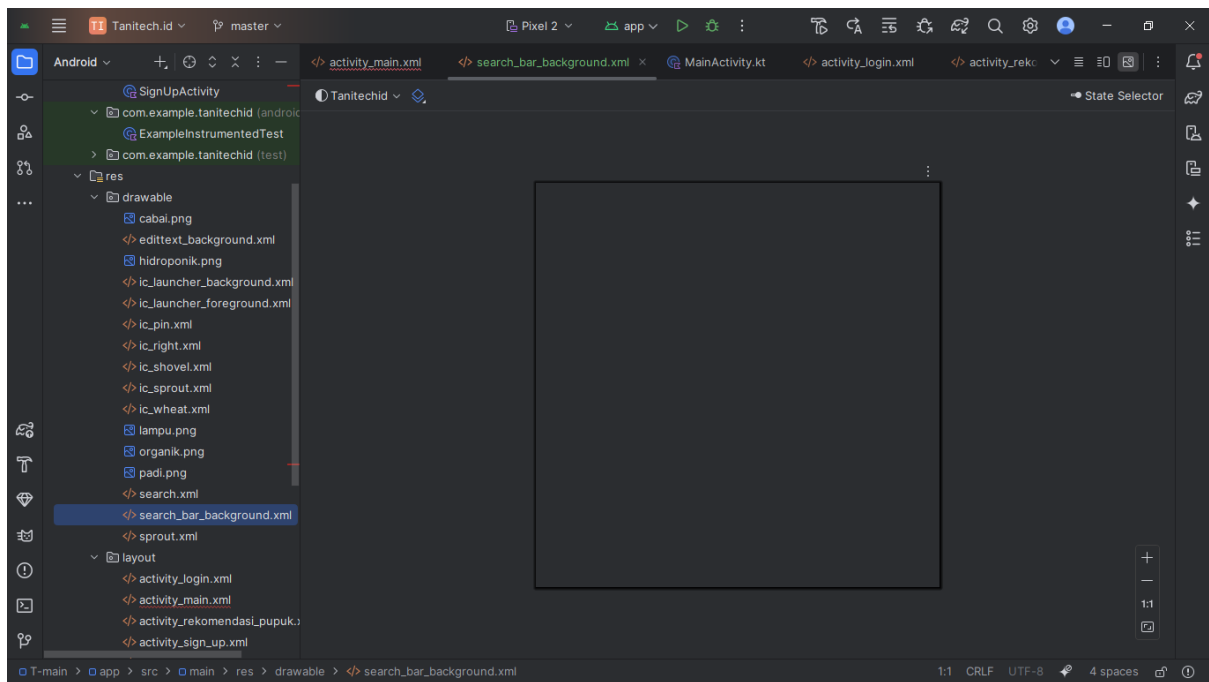 TI Tanitech.id master Pixel 2 app
Android
activity_main.xml search_bar_background.xml MainActivity.kt activity_login.xml activity_reko
SignUpActivity
Tanitechid State Selector
com.example.tanitechid (androic
ExampleInstrumentedTest
com.example.tanitechid (test)
res
drawable
cabai.png
edittext_background.xml
hidroponik.png
ic_launcher_background.xml
ic_launcher_foreground.xml
ic_pin.xml
ic_right.xml
ic_shovel.xml
ic_sprout.xml
ic_wheat.xml
lampu.png
organik.png
padi.png
search.xml
search_bar_background.xml
sprout.xml
layout
activity_login.xml
activity_main.xml
1:1
activity_rekomendasi_pupuk.x
activity_sign_up.xml
T-main > app > src > main > res > drawable > search_bar_background.xml 1:1 CRLF UTF-8 4 spaces